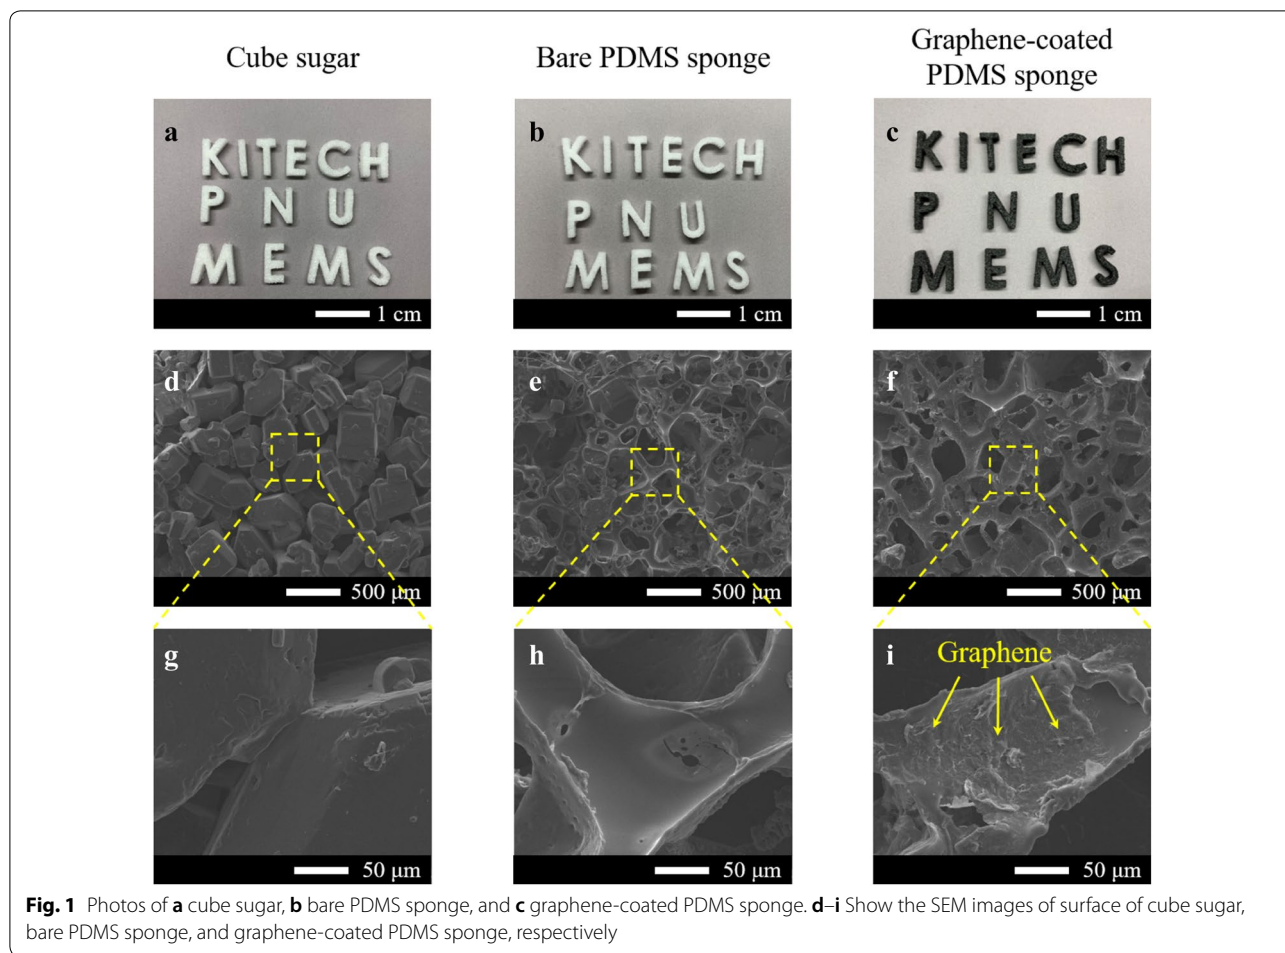 Cube sugar
Bare PDMS sponge
Graphene-coated
PDMS sponge
a
KITECH
P N U
MEMS
1 cm
b
KITECH
P N U
MEMS
1 cm
c
KITECH
P N U
MEMS
1 cm
d
500 μm
e
500 μm
f
500 μm
g
50 μm
h
50 μm
i
Graphene
50 μm
Fig. 1 Photos of a cube sugar, b bare PDMS sponge, and c graphene-coated PDMS sponge. d–i Show the SEM images of surface of cube sugar,
bare PDMS sponge, and graphene-coated PDMS sponge, respectively